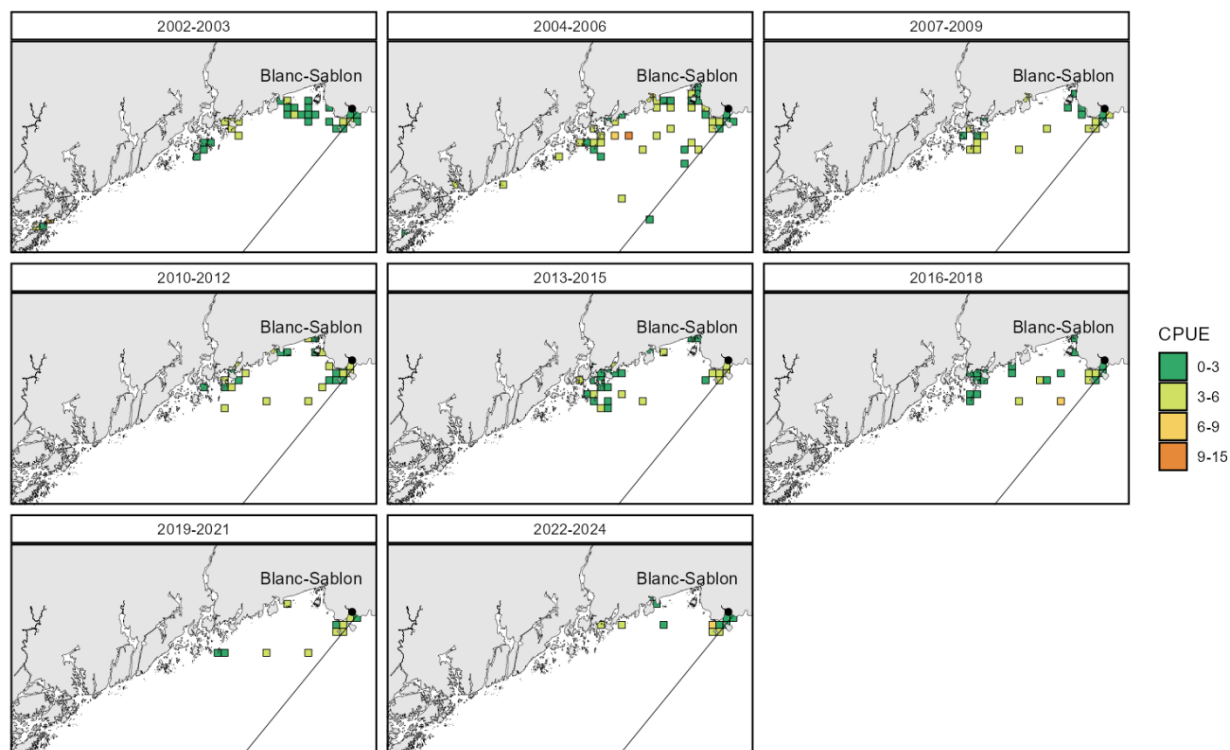 2002-2003
2004-2006
2007-2009
Blanc-Sablon
Blanc-Sablon
Blanc-Sablon
2010-2012
2013-2015
2016-2018
Blanc-Sablon
Blanc-Sablon
Blanc-Sablon
2019-2021
2022-2024
Blanc-Sablon
Blanc-Sablon
CPUE
0-3
3-6
6-9
9-15